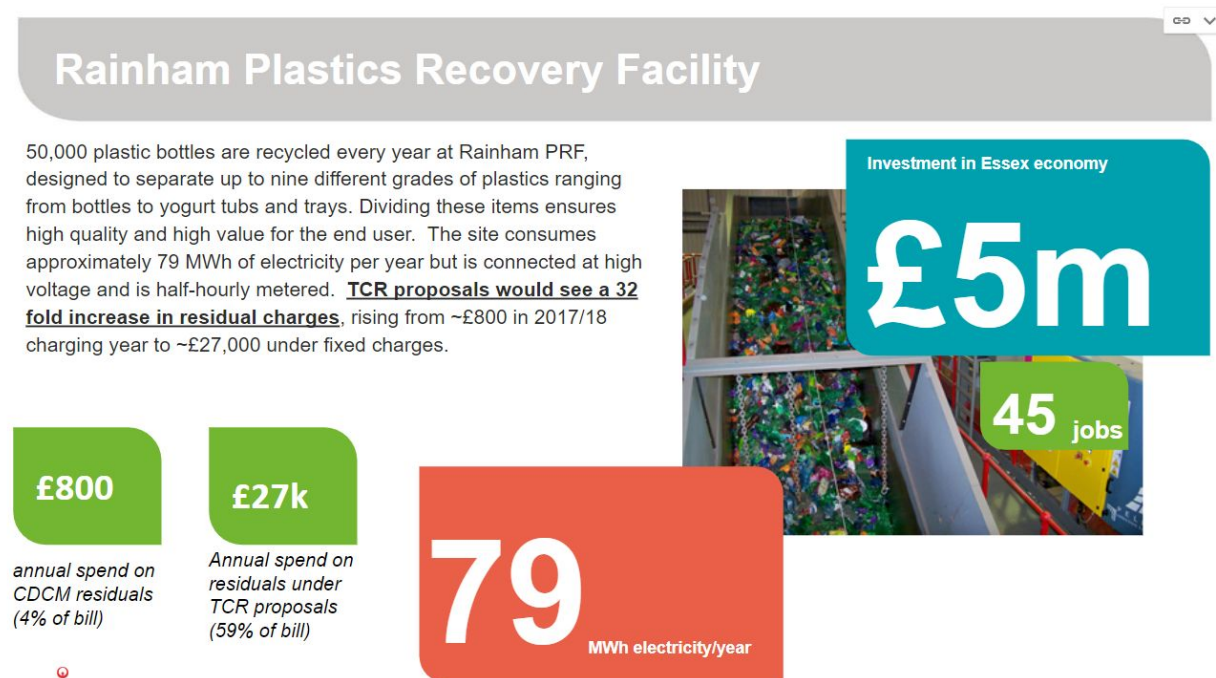 Rainham Plastics Recovery Facility
50,000 plastic bottles are recycled every year at Rainham PRF,
designed to separate up to nine different grades of plastics ranging
from bottles to yogurt tubs and trays. Dividing these items ensures
high quality and high value for the end user.  The site consumes
approximately 79 MWh of electricity per year but is connected at high
voltage and is half-hourly metered.  TCR proposals would see a 32
fold increase in residual charges, rising from ~£800 in 2017/18
charging year to ~£27,000 under fixed charges.
Investment in Essex economy
£5m
45 jobs
£800
annual spend on
CDCM residuals
(4% of bill)
£27k
Annual spend on
residuals under
TCR proposals
(59% of bill)
79
MWh electricity/year